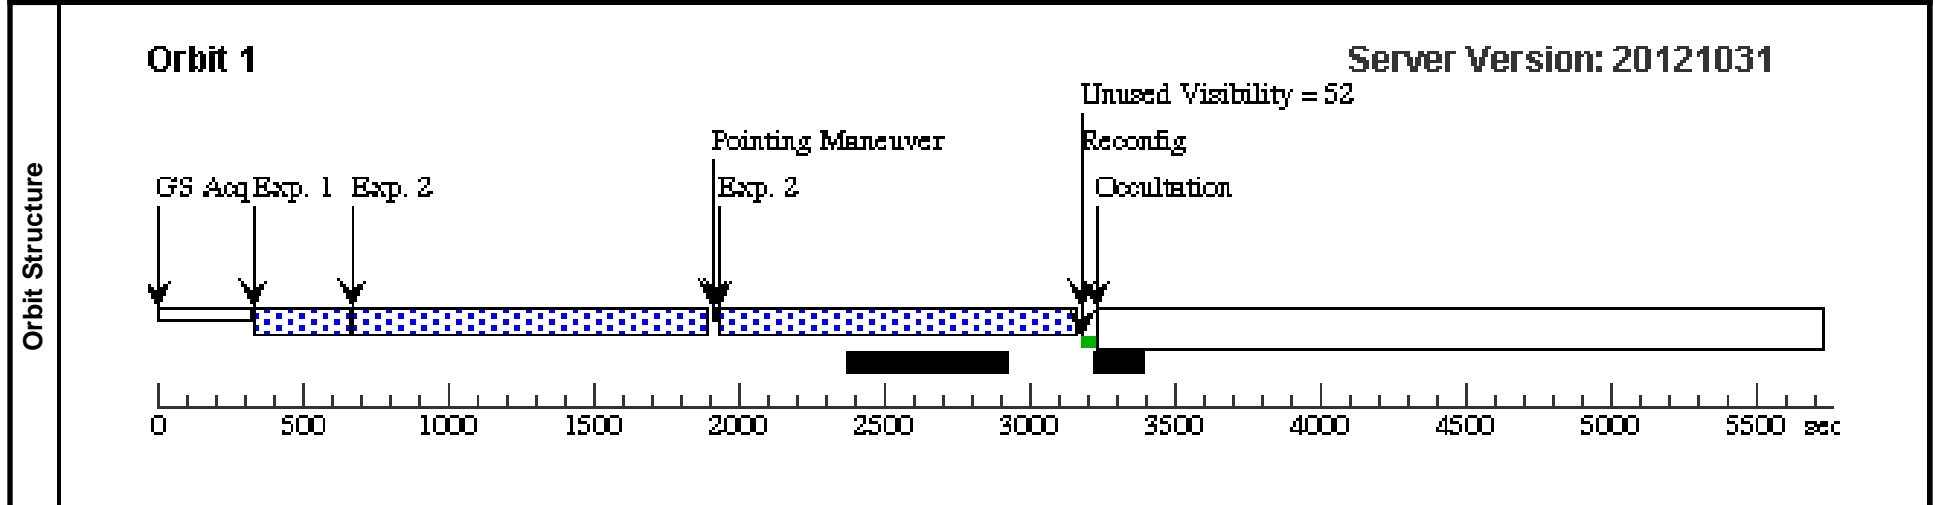 Orbit Structure
Orbit 1
Server Version: 20121031
Unused Visibility = 52
Pointing Maneuver
Reconfig
GS Acq
Exp. 1
Exp. 2
Exp. 2
Occultation
0 500 1000 1500 2000 2500 3000 3500 4000 4500 5000 5500 sec